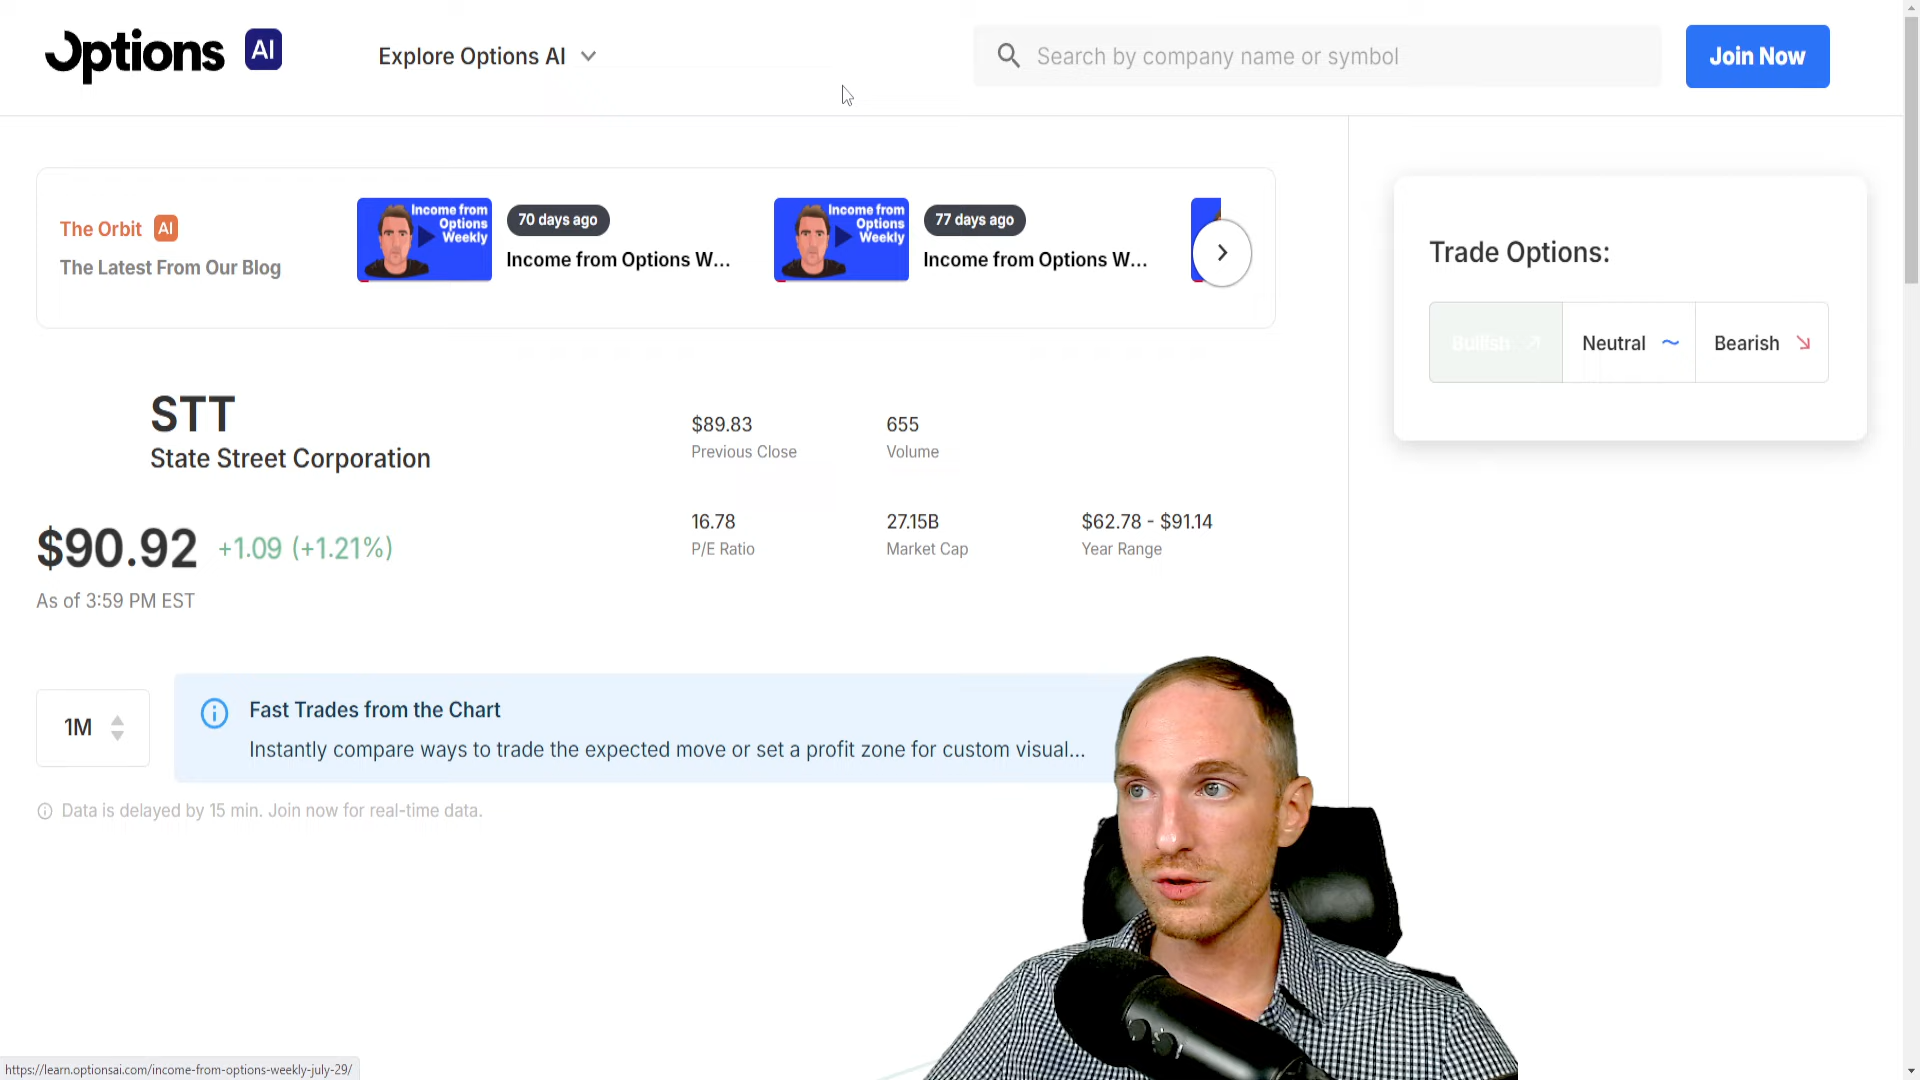 Options AI
Explore Options AI
Search by company name or symbol
Join Now
The Orbit AI
The Latest From Our Blog
Income from
Options
Weekly
70 days ago
Income from Options W...
Income from
Options
Weekly
77 days ago
Income from Options W...
Trade Options:
Bullish
Neutral
Bearish
STT
State Street Corporation
$90.92 +1.09 (+1.21%)
As of 3:59 PM EST
$89.83
Previous Close
655
Volume
16.78
P/E Ratio
27.15B
Market Cap
$62.78 - $91.14
Year Range
1M
Fast Trades from the Chart
Instantly compare ways to trade the expected move or set a profit zone for custom visual...
Data is delayed by 15 min. Join now for real-time data.
https://learn.optionsai.com/income-from-options-weekly-july-29/